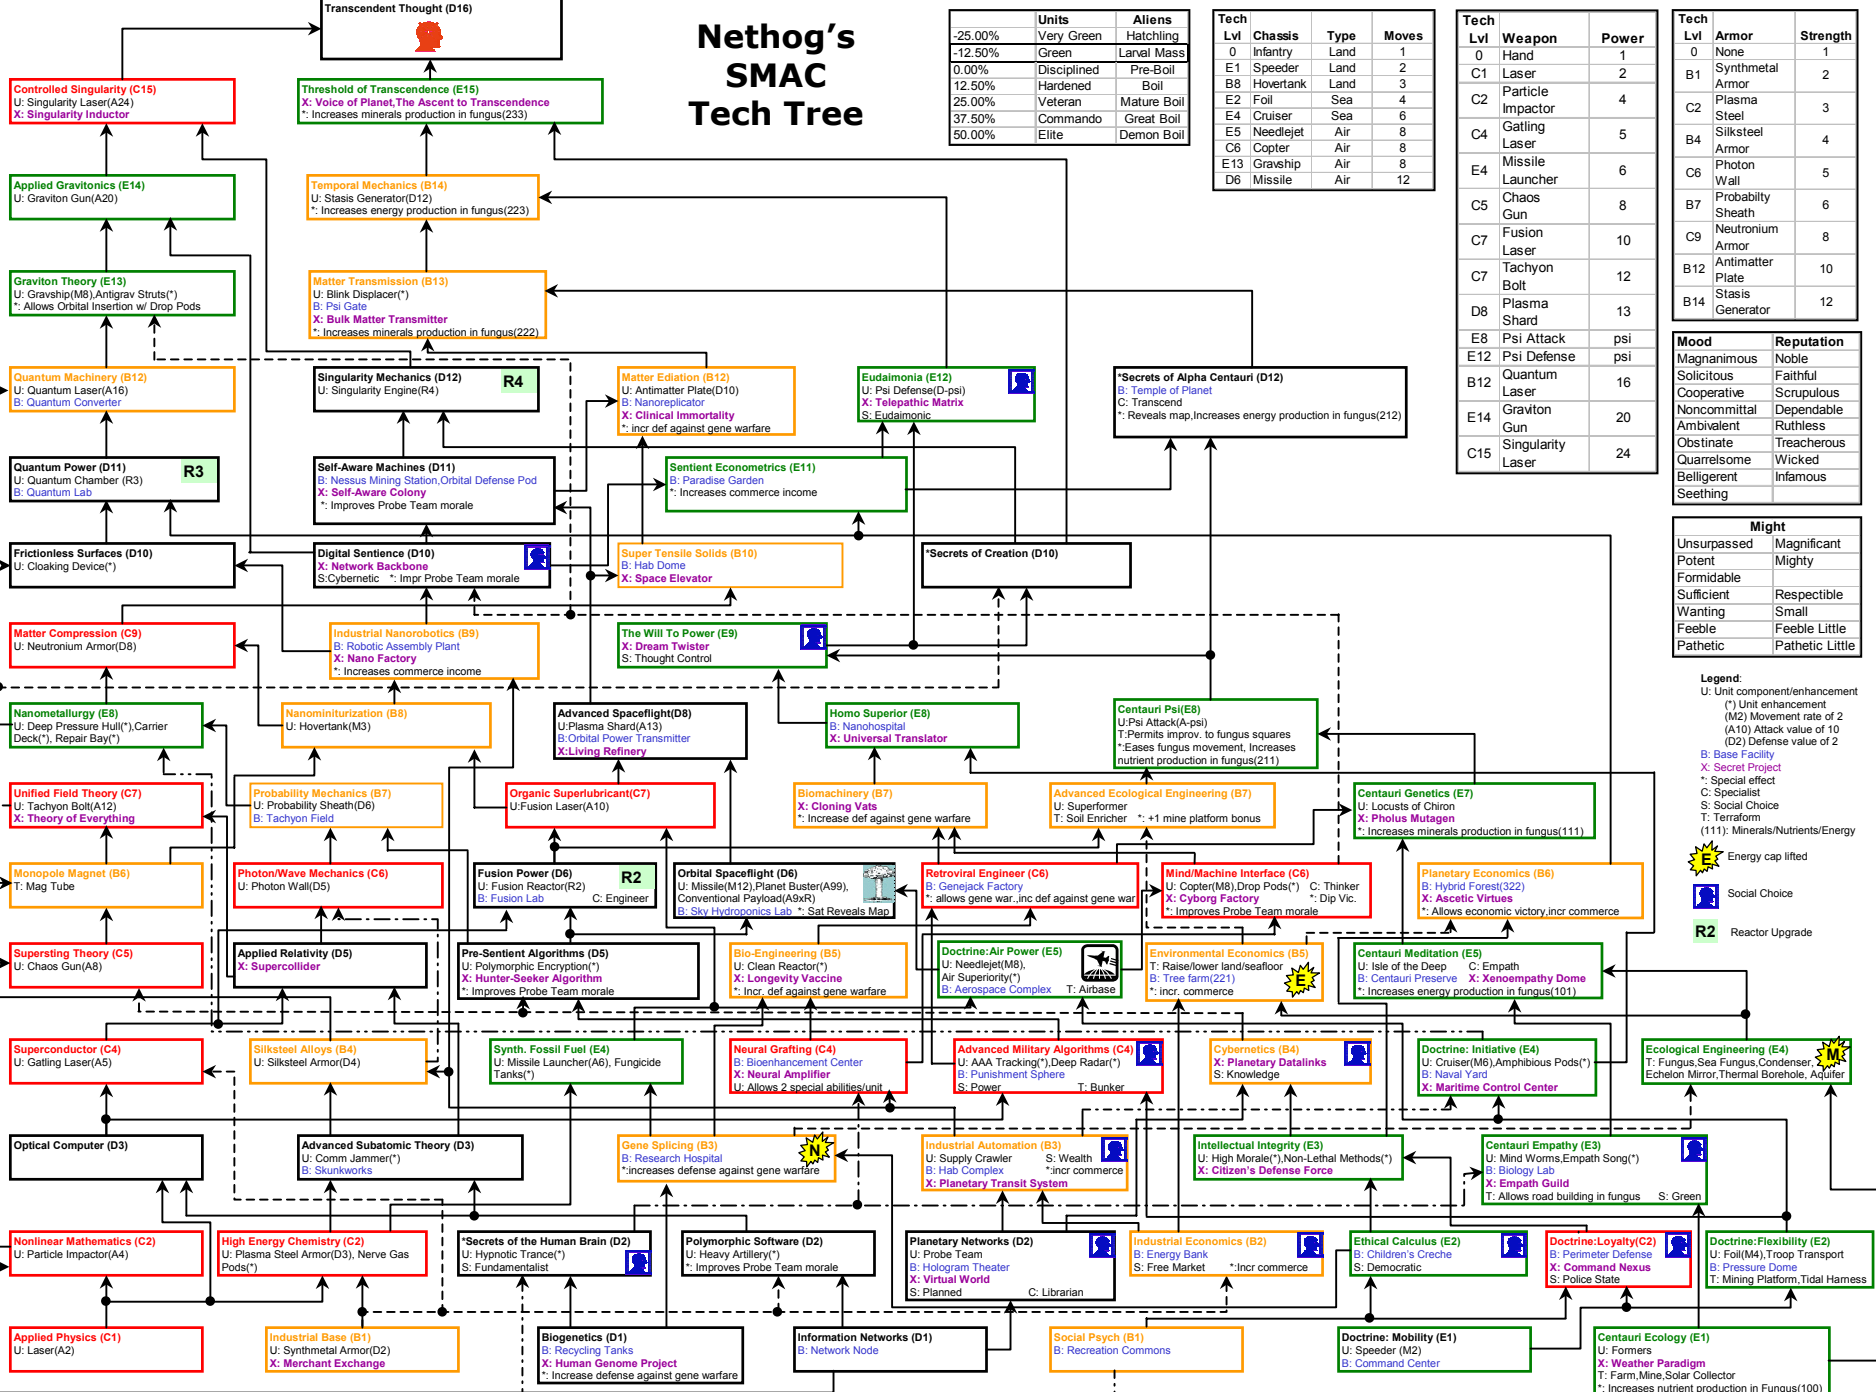 Transcendent Thought (D16)
Nethog's
SMAC
Tech Tree
Units Aliens
-25.00% Very Green Hatchling
-12.50% Green Larval Mass
0.00% Disciplined Pre-Boil
12.50% Hardened Boil
25.00% Veteran Mature Boil
37.50% Commando Great Boil
50.00% Elite Demon Boil
Tech
Lvl Chassis Type Moves
0 Infantry Land 1
E1 Speeder Land 2
B8 Hovertank Land 3
E2 Foil Sea 4
E4 Cruiser Sea 6
E5 Needlejet Air 8
C6 Copter Air 8
E13 Gravship Air 8
D6 Missile Air 12
Tech
Lvl Weapon Power
0 Hand 1
C1 Laser 2
C2 Particle Impactor 4
C4 Gatling Laser 5
E4 Missile Launcher 6
C5 Chaos Gun 8
C7 Fusion Laser 10
C7 Tachyon Bolt 12
D8 Plasma Shard 13
E8 Psi Attack psi
E12 Psi Defense psi
B12 Quantum Laser 16
E14 Graviton Gun 20
C15 Singularity Laser 24
Tech
Lvl Armor Strength
0 None 1
B1 Synthmetal Armor 2
C2 Plasma Steel 3
B4 Silksteel Armor 4
C6 Photon Wall 5
B7 Probabilty Sheath 6
C9 Neutronium Armor 8
B12 Antimatter Plate 10
B14 Stasis Generator 12
Mood Reputation
Magnanimous Noble
Solicitous Faithful
Cooperative Scrupulous
Noncommittal Dependable
Ambivalent Ruthless
Obstinate Treacherous
Quarrelsome Wicked
Belligerent Infamous
Seething
Might
Unsurpassed Magnificant
Potent Mighty
Formidable
Sufficient Respectible
Wanting Small
Feeble Feeble Little
Pathetic Pathetic Little
Legend:
U: Unit component/enhancement
(*) Unit enhancement
(M2) Movement rate of 2
(A10) Attack value of 10
(D2) Defense value of 2
B: Base Facility
X: Secret Project
*: Special effect
C: Specialist
S: Social Choice
T: Terraform
(111): Minerals/Nutrients/Energy
E Energy cap lifted
Social Choice
R2 Reactor Upgrade
Controlled Singularity (C15)
U: Singularity Laser(A24)
X: Singularity Inductor
Threshold of Transcendence (E15)
X: Voice of Planet,The Ascent to Transcendence
*: Increases minerals production in fungus(233)
Applied Gravitonics (E14)
U: Graviton Gun(A20)
Temporal Mechanics (B14)
U: Stasis Generator(D12)
*: Increases energy production in fungus(223)
Graviton Theory (E13)
U: Gravship(M8),Antigrav Struts(*)
*: Allows Orbital Insertion w/ Drop Pods
Matter Transmission (B13)
U: Blink Displacer(*)
B: Psi Gate
X: Bulk Matter Transmitter
*: Increases minerals production in fungus(222)
Quantum Machinery (B12)
U: Quantum Laser(A16)
B: Quantum Converter
Singularity Mechanics (D12)
U: Singularity Engine(R4)
R4
Matter Ediation (B12)
U: Antimatter Plate(D10)
B: Nanoreplicator
X: Clinical Immortality
*: incr def against gene warfare
Eudaimonia (E12)
U: Psi Defense(D-psi)
X: Telepathic Matrix
S: Eudaimonic
*Secrets of Alpha Centauri (D12)
B: Temple of Planet
C: Transcend
*: Reveals map,Increases energy production in fungus(212)
Quantum Power (D11)
U: Quantum Chamber (R3)
B: Quantum Lab
R3
Self-Aware Machines (D11)
B: Nessus Mining Station,Orbital Defense Pod
X: Self-Aware Colony
*: Improves Probe Team morale
Sentient Econometrics (E11)
B: Paradise Garden
*: Increases commerce income
Frictionless Surfaces (D10)
U: Cloaking Device(*)
Digital Sentience (D10)
X: Network Backbone
S:Cybernetic *: Impr Probe Team morale
Super Tensile Solids (B10)
B: Hab Dome
X: Space Elevator
*Secrets of Creation (D10)
Matter Compression (C9)
U: Neutronium Armor(D8)
Industrial Nanorobotics (B9)
B: Robotic Assembly Plant
X: Nano Factory
*: Increases commerce income
The Will To Power (E9)
X: Dream Twister
S: Thought Control
Nanometallurgy (E8)
U: Deep Pressure Hull(*),Carrier
Deck(*), Repair Bay(*)
Nanominiturization (B8)
U: Hovertank(M3)
Advanced Spaceflight(D8)
U:Plasma Shard(A13)
B:Orbital Power Transmitter
X:Living Refinery
Homo Superior (E8)
B: Nanohospital
X: Universal Translator
Centauri Psi(E8)
U:Psi Attack(A-psi)
T:Permits improv. to fungus squares
*:Eases fungus movement, Increases
nutrient production in fungus(211)
Unified Field Theory (C7)
U: Tachyon Bolt(A12)
X: Theory of Everything
Probability Mechanics (B7)
U: Probability Sheath(D6)
B: Tachyon Field
Organic Superlubricant(C7)
U:Fusion Laser(A10)
Biomachinery (B7)
X: Cloning Vats
*: Increase def against gene warfare
Advanced Ecological Engineering (B7)
U: Superformer
T: Soil Enricher *: +1 mine platform bonus
Centauri Genetics (E7)
U: Locusts of Chiron
X: Pholus Mutagen
*: Increases minerals production in fungus(111)
Monopole Magnet (B6)
T: Mag Tube
Photon/Wave Mechanics (C6)
U: Photon Wall(D5)
Fusion Power (D6)
U: Fusion Reactor(R2)
B: Fusion Lab C: Engineer
R2
Orbital Spaceflight (D6)
U: Missile(M12),Planet Buster(A99),
Conventional Payload(A9xR)
B: Sky Hydroponics Lab *: Sat Reveals Map
Retroviral Engineer (C6)
B: Genejack Factory
*: allows gene war.,inc def against gene war
Mind/Machine Interface (C6)
U: Copter(M8),Drop Pods(*) C: Thinker
X: Cyborg Factory *: Dip Vic.
*: Improves Probe Team morale
Planetary Economics (B6)
B: Hybrid Forest(322)
X: Ascetic Virtues
*: Allows economic victory,incr commerce
Supersting Theory (C5)
U: Chaos Gun(A8)
Applied Relativity (D5)
X: Supercollider
Pre-Sentient Algorithms (D5)
U: Polymorphic Encryption(*)
X: Hunter-Seeker Algorithm
*: Improves Probe Team morale
Bio-Engineering (B5)
U: Clean Reactor(*)
X: Longevity Vaccine
*: Incr. def against gene warfare
Doctrine:Air Power (E5)
U: Needlejet(M8),
Air Superiority(*)
B: Aerospace Complex T: Airbase
Environmental Economics (B5)
T: Raise/lower land/seafloor
B: Tree farm(221)
*: incr. commerce
E
Centauri Meditation (E5)
U: Isle of the Deep C: Empath
B: Centauri Preserve X: Xenoempathy Dome
*: Increases energy production in fungus(101)
Superconductor (C4)
U: Gatling Laser(A5)
Silksteel Alloys (B4)
U: Silksteel Armor(D4)
Synth. Fossil Fuel (E4)
U: Missile Launcher(A6), Fungicide
Tanks(*)
Neural Grafting (C4)
B: Bioenhancement Center
X: Neural Amplifier
U: Allows 2 special abilities/unit
Advanced Military Algorithms (C4)
U: AAA Tracking(*),Deep Radar(*)
B: Punishment Sphere
S: Power T: Bunker
Cybernetics (B4)
X: Planetary Datalinks
S: Knowledge
Doctrine: Initiative (E4)
U: Cruiser(M6),Amphibious Pods(*)
B: Naval Yard
X: Maritime Control Center
Ecological Engineering (E4)
T: Fungus,Sea Fungus,Condenser,
Echelon Mirror,Thermal Borehole, Aquifer
M
Optical Computer (D3)
Advanced Subatomic Theory (D3)
U: Comm Jammer(*)
B: Skunkworks
Gene Splicing (B3)
B: Research Hospital
*:increases defense against gene warfare
N
Industrial Automation (B3)
U: Supply Crawler S: Wealth
B: Hab Complex *:incr commerce
X: Planetary Transit System
Intellectual Integrity (E3)
U: High Morale(*),Non-Lethal Methods(*)
X: Citizen's Defense Force
Centauri Empathy (E3)
U: Mind Worms,Empath Song(*)
B: Biology Lab
X: Empath Guild
T: Allows road building in fungus S: Green
Nonlinear Mathematics (C2)
U: Particle Impactor(A4)
High Energy Chemistry (C2)
U: Plasma Steel Armor(D3), Nerve Gas
Pods(*)
*Secrets of the Human Brain (D2)
U: Hypnotic Trance(*)
S: Fundamentalist
Polymorphic Software (D2)
U: Heavy Artillery(*)
*: Improves Probe Team morale
Planetary Networks (D2)
U: Probe Team
B: Hologram Theater
X: Virtual World
S: Planned C: Librarian
Industrial Economics (B2)
B: Energy Bank
S: Free Market *:Incr commerce
Ethical Calculus (E2)
B: Children's Creche
S: Democratic
Doctrine:Loyalty(C2)
B: Perimeter Defense
X: Command Nexus
S: Police State
Doctrine:Flexibility (E2)
U: Foil(M4),Troop Transport
B: Pressure Dome
T: Mining Platform,Tidal Harness
Applied Physics (C1)
U: Laser(A2)
Industrial Base (B1)
U: Synthmetal Armor(D2)
X: Merchant Exchange
Biogenetics (D1)
B: Recycling Tanks
X: Human Genome Project
*: Increase defense against gene warfare
Information Networks (D1)
B: Network Node
Social Psych (B1)
B: Recreation Commons
Doctrine: Mobility (E1)
U: Speeder (M2)
B: Command Center
Centauri Ecology (E1)
U: Formers
X: Weather Paradigm
T: Farm,Mine,Solar Collector
*: Increases nutrient production in Fungus(100)